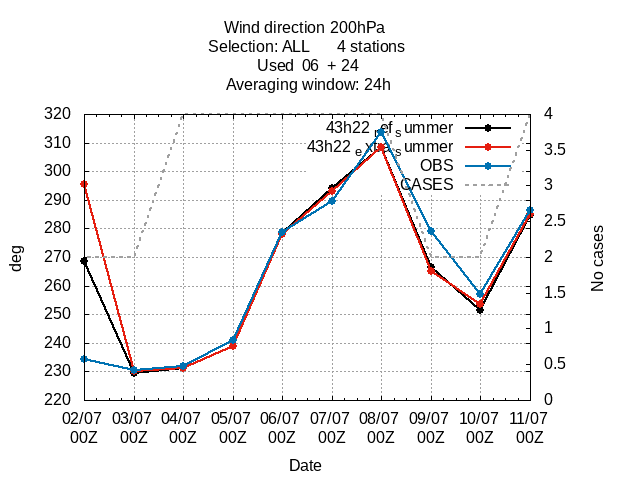 Wind direction 200hPa
Selection: ALL 4 stations
Used 06 + 24
Averaging window: 24h
43h22 ref summer
43h22 summer
OBS
CASES
deg
No cases
320
310
300
290
280
270
260
250
240
230
220
4
3.5
3
2.5
2
1.5
1
0.5
0
02/07 03/07 04/07 05/07 06/07 07/07 08/07 09/07 10/07 11/07
00Z 00Z 00Z 00Z 00Z 00Z 00Z 00Z 00Z 00Z
Date